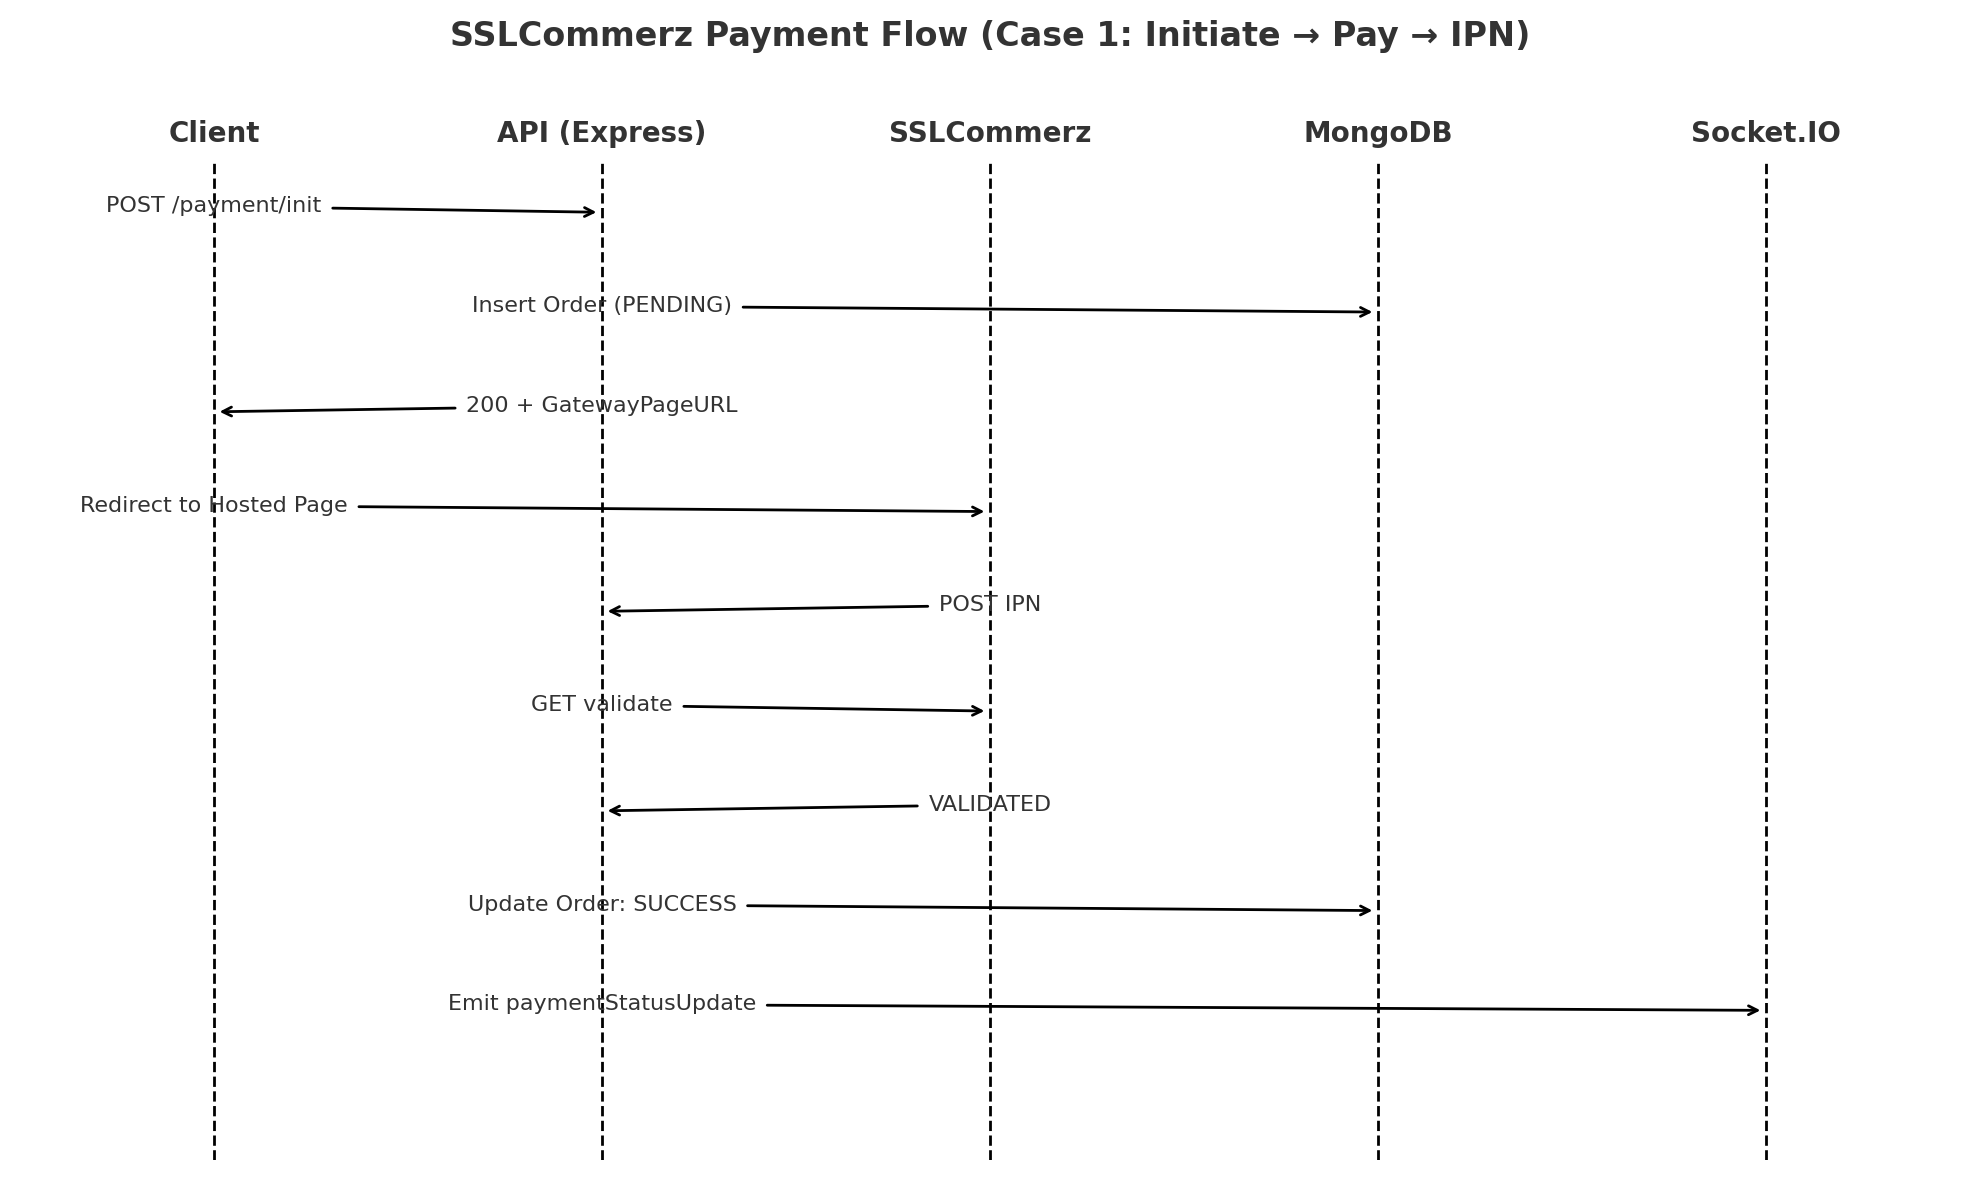 SSLCommerz Payment Flow (Case 1: Initiate → Pay → IPN)
Client
API (Express)
SSLCommerz
MongoDB
Socket.IO
POST /payment/init
Insert Order (PENDING)
200 + GatewayPageURL
Redirect to Hosted Page
POST IPN
GET validate
VALIDATED
Update Order: SUCCESS
Emit paymentStatusUpdate